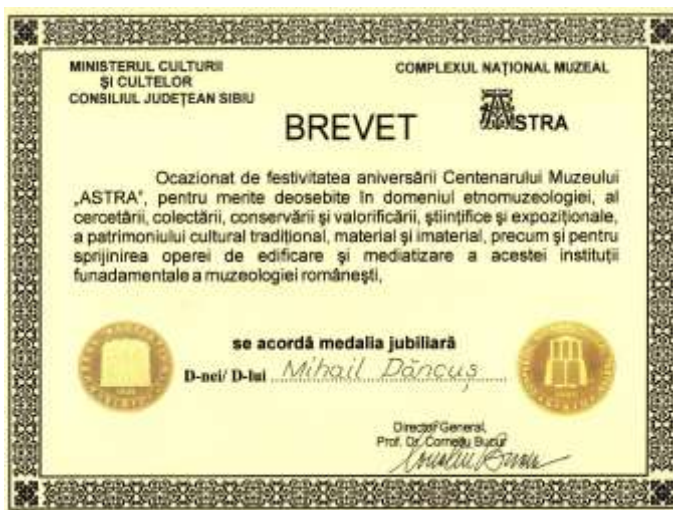 MINISTERUL CULTURII
ŞI CULTELOR
CONSILIUL JUDEŢEAN SIBIU
COMPLEXUL NAŢIONAL MUZEAL
ASTRA
BREVET
Ocazionat de festivitatea aniversării Centenarului Muzeului
„ASTRA", pentru merite deosebite în domeniul etnomuzeologiei, al
cercetării, colectării, conservării şi valorificării, ştiinţifice şi expoziţionale,
a patrimoniului cultural tradiţional, material şi imaterial, precum şi pentru
sprijinirea operei de edificare şi mediatizare a acestei instituţii
funadamentale a muzeologiei româneşti,
se acordă medalia jubiliară
D-nei/ D-lui Mihail Dăncuş
Director General,
Prof. Dr. Corneliu Bucur